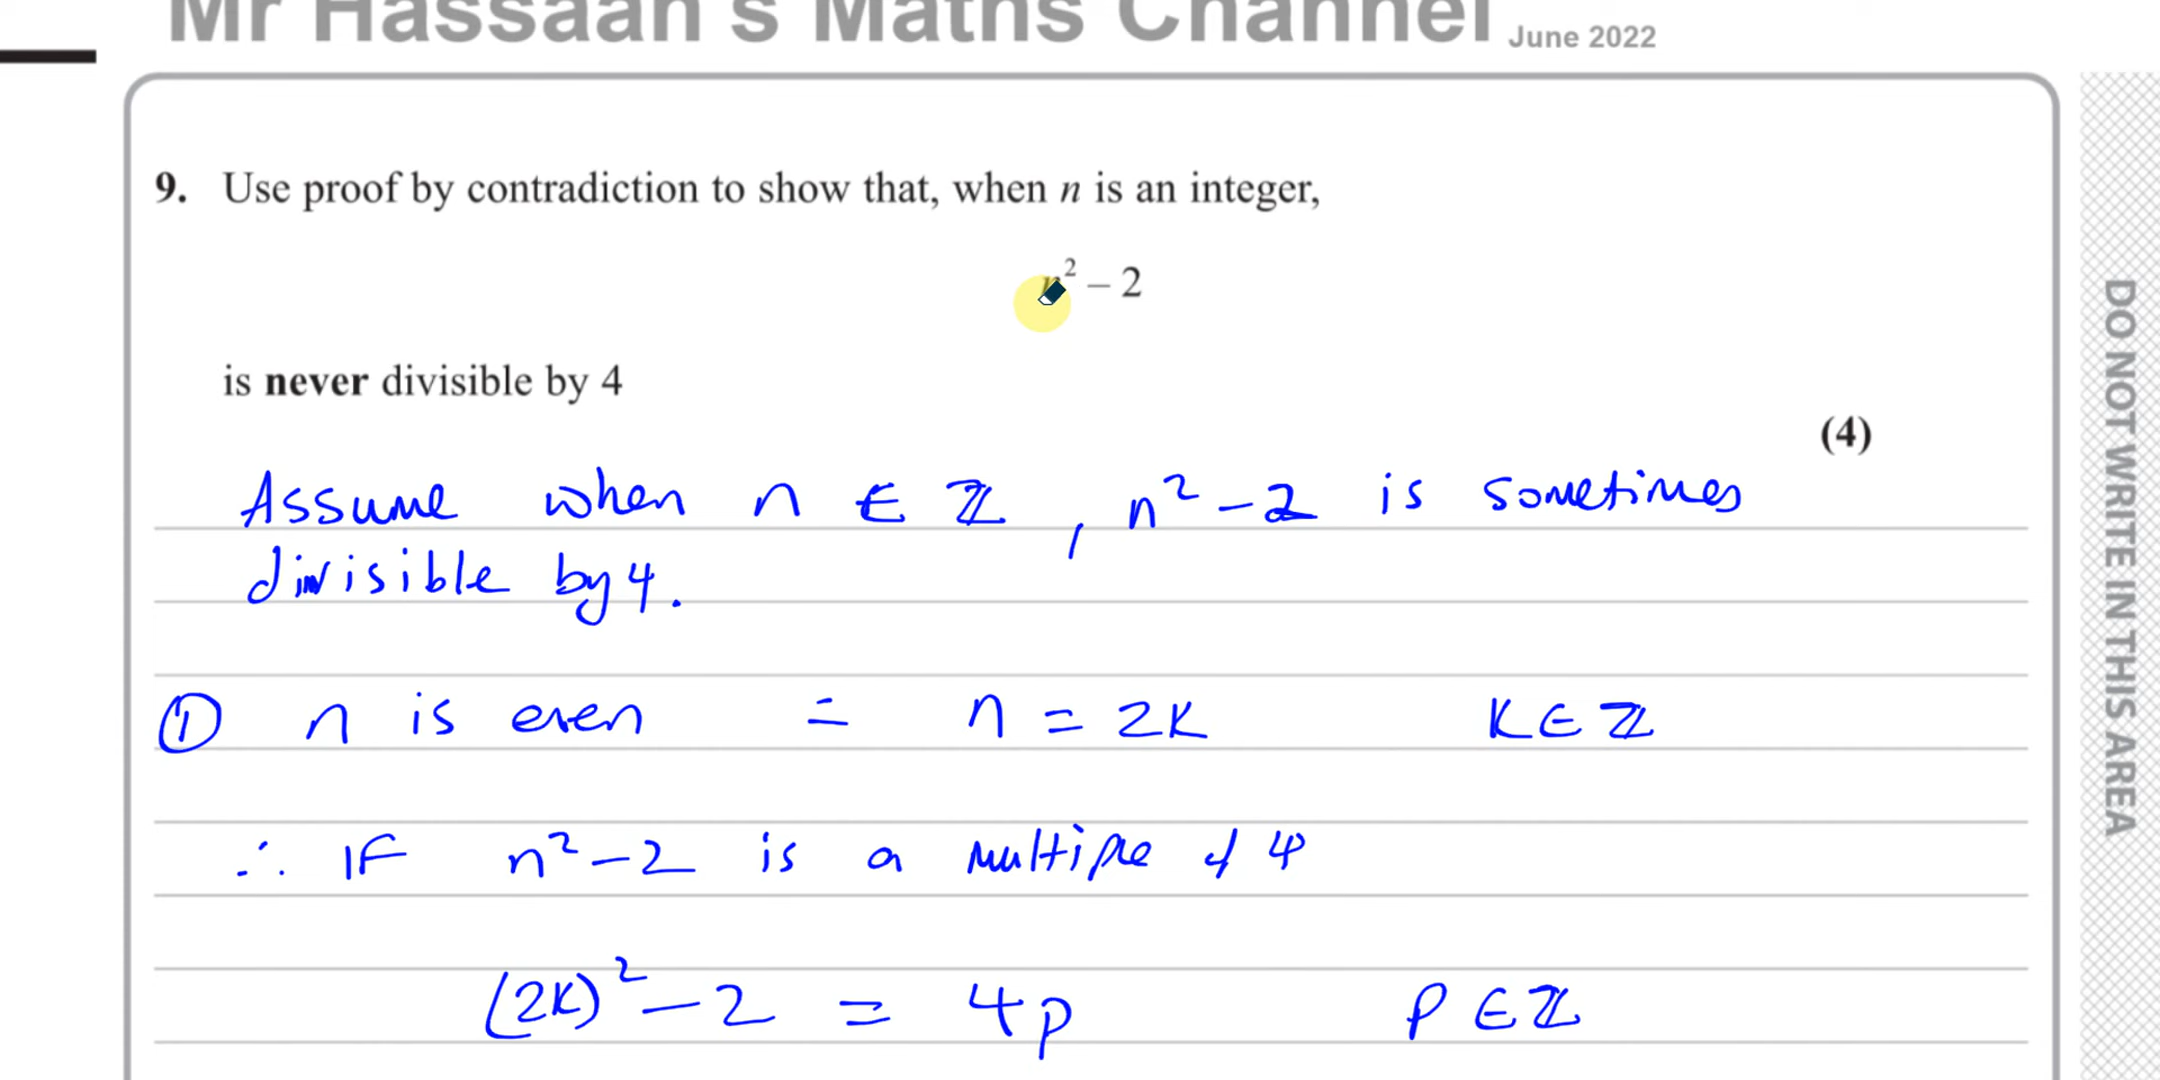 Mr Hassaan's Maths Channel June 2022
9. Use proof by contradiction to show that, when n is an integer,
n² – 2
is never divisible by 4
(4)
Assume when n ∈ ℤ, n² – 2 is sometimes
divisible by 4.
① n is even = n = 2K K ∈ ℤ
∴ IF n² – 2 is a multiple of 4
(2K)² – 2 = 4p P ∈ ℤ
DO NOT WRITE IN THIS AREA